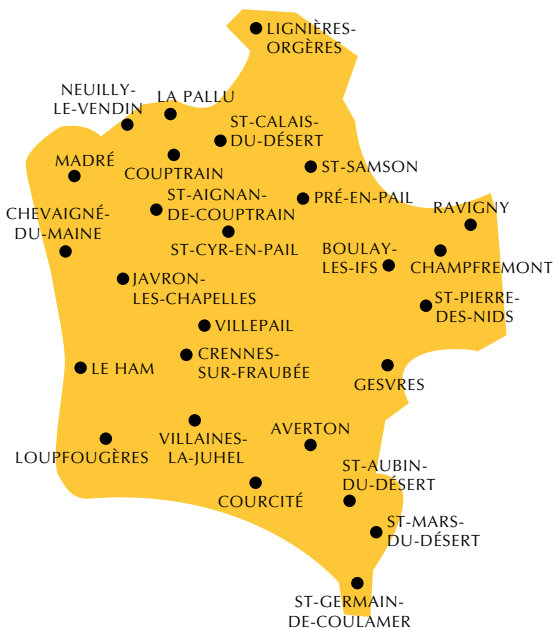 LIGNIÈRES-
ORGÈRES
NEUILLY-
LE-VENDIN
LA PALLU
ST-CALAIS-
DU-DÉSERT
MADRÉ
COUPTRAIN
ST-SAMSON
ST-AIGNAN-
DE-COUPTRAIN
PRÉ-EN-PAIL
RAVIGNY
CHEVAIGNÉ-
DU-MAINE
ST-CYR-EN-PAIL
BOULAY-
LES-IFS
CHAMPFREMONT
JAVRON-
LES-CHAPELLES
ST-PIERRE-
DES-NIDS
VILLEPAIL
CRENNES-
SUR-FRAUBÉE
LE HAM
GESVRES
AVERTON
VILLAINES-
LA-JUHEL
LOUPFOUGÈRES
ST-AUBIN-
DU-DÉSERT
COURCITÉ
ST-MARS-
DU-DÉSERT
ST-GERMAIN-
DE-COULAMER